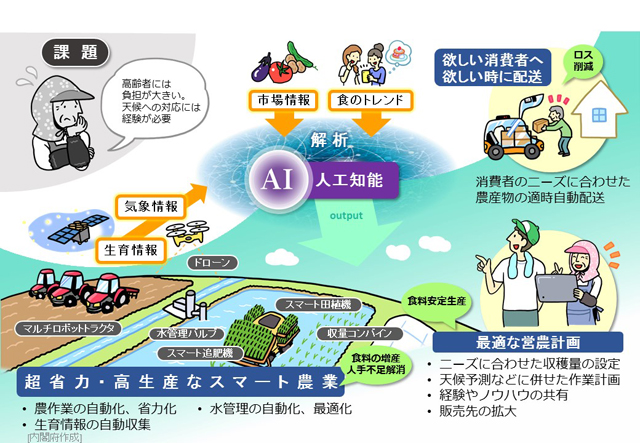 課題
高齢者には
負担が大きい。
天候への対応には
経験が必要
市場情報
食のトレンド
解析
AI 人工知能
output
気象情報
生育情報
欲しい消費者へ
欲しい時に配送
ロス
削減
消費者のニーズに合わせた
農産物の適時自動配送
ドローン
マルチロボットトラクタ
水管理バルブ
スマート追肥機
スマート田植機
収量コンバイン
食料安定生産
食料の増産
人手不足解消
超省力・高生産なスマート農業
・ 農作業の自動化、省力化
・ 水管理の自動化、最適化
・ 生育情報の自動収集
最適な営農計画
• ニーズに合わせた収穫量の設定
• 天候予測などに併せた作業計画
• 経験やノウハウの共有
• 販売先の拡大
[内閣府作成]